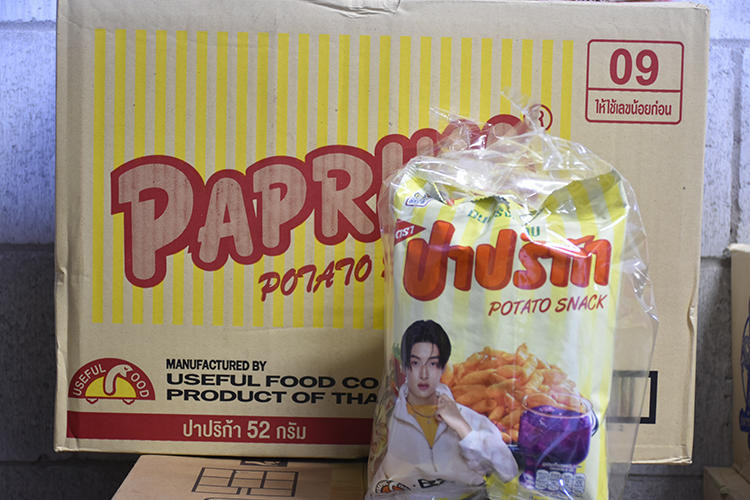 09
ให้ใช้เลขน้อยก่อน
PAPRI
®
POTATO
USEFUL FOOD
MANUFACTURED BY
USEFUL FOOD CO
PRODUCT OF THA
ปาปริก้า 52 กรัม
ตรา
ปาปริก้า
POTATO SNACK